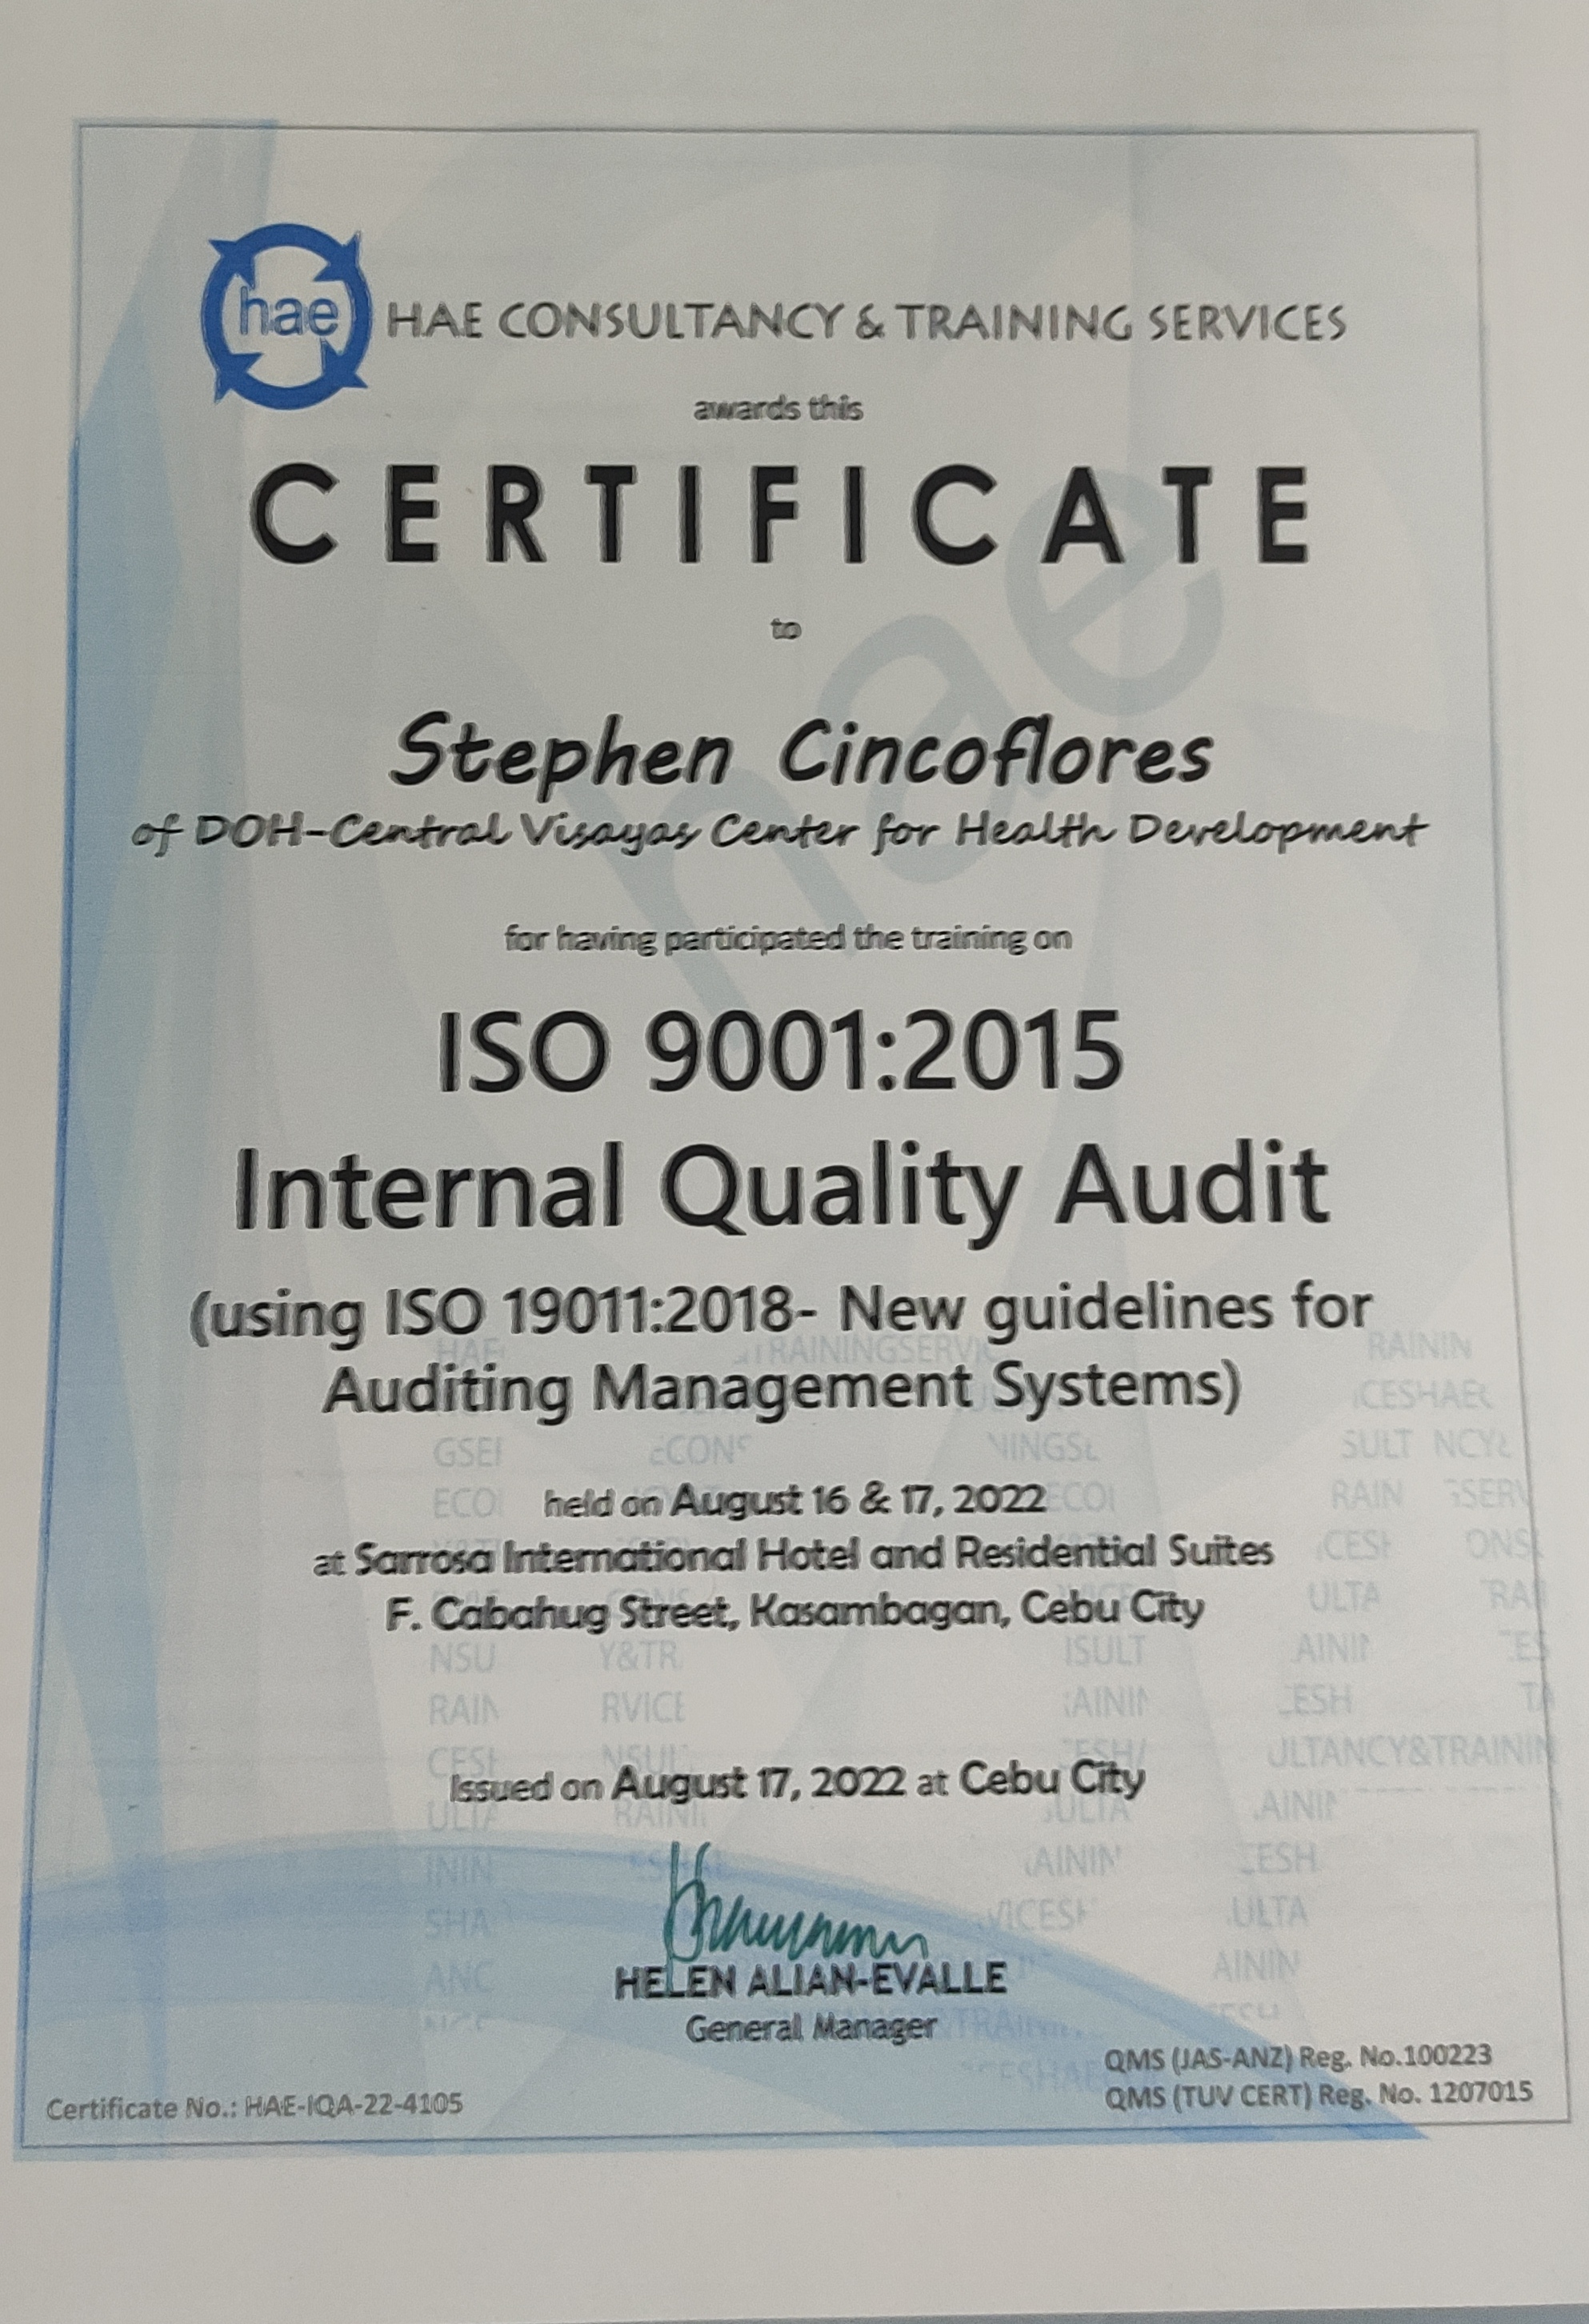 hae HAE CONSULTANCY & TRAINING SERVICES
awards this
CERTIFICATE
to
Stephen Cincoflores
of DOH-Central Visayas Center for Health Development
for having participated the training on
ISO 9001:2015
Internal Quality Audit
(using ISO 19011:2018- New guidelines for
Auditing Management Systems)
held on August 16 & 17, 2022
at Sarrosa International Hotel and Residential Suites
F. Cabahug Street, Kasambagan, Cebu City
Issued on August 17, 2022 at Cebu City
HELEN ALIAN-EVALLE
General Manager
QMS (JAS-ANZ) Reg. No.100223
QMS (TUV CERT) Reg. No. 1207015
Certificate No.: HAE-IQA-22-4105